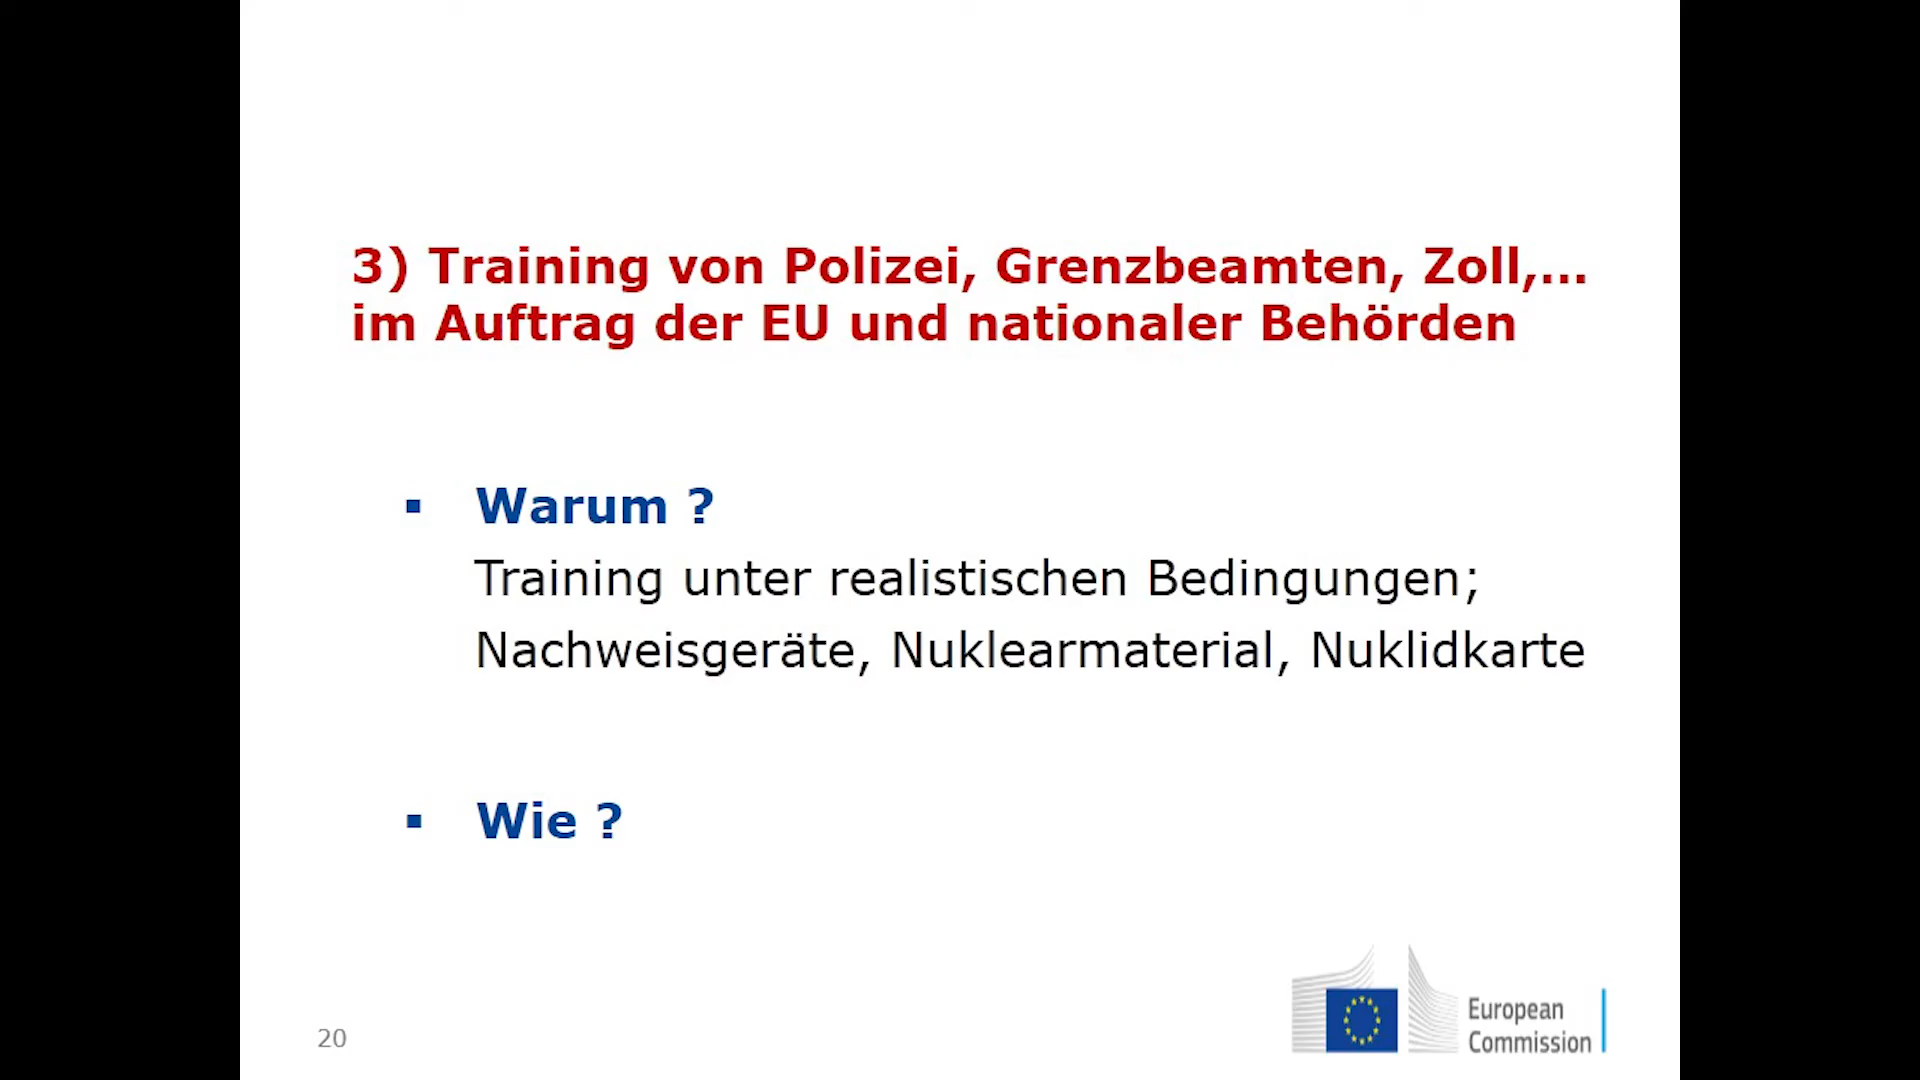 3) Training von Polizei, Grenzbeamten, Zoll,...
im Auftrag der EU und nationaler Behörden
▪ Warum ?
Training unter realistischen Bedingungen;
Nachweisgeräte, Nuklearmaterial, Nuklidkarte
▪ Wie ?
20
European
Commission